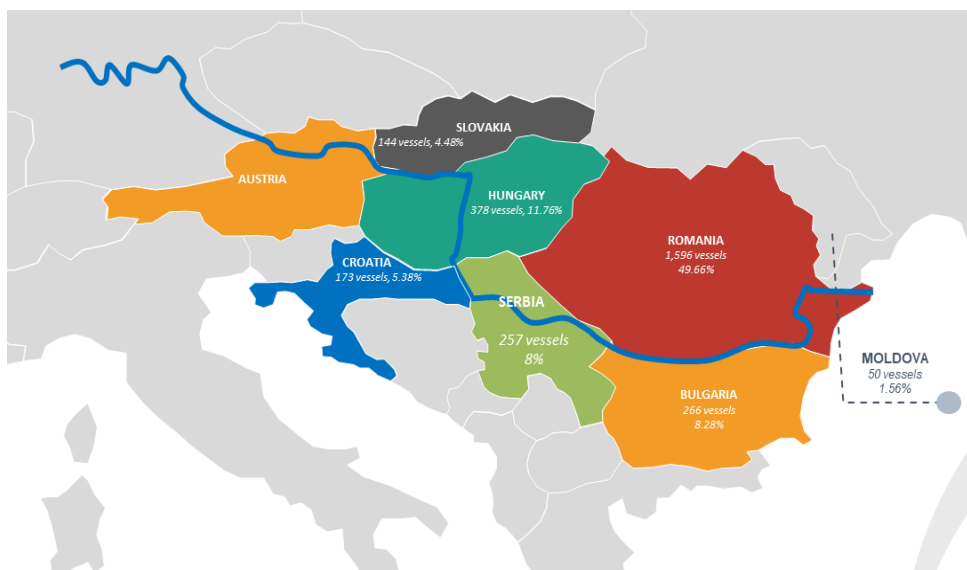 SLOVAKIA
144 vessels, 4.48%
AUSTRIA
HUNGARY
378 vessels, 11.76%
ROMANIA
1,596 vessels
49.66%
CROATIA
173 vessels, 5.38%
SERBIA
257 vessels
8%
MOLDOVA
50 vessels
1.56%
BULGARIA
266 vessels
8.28%